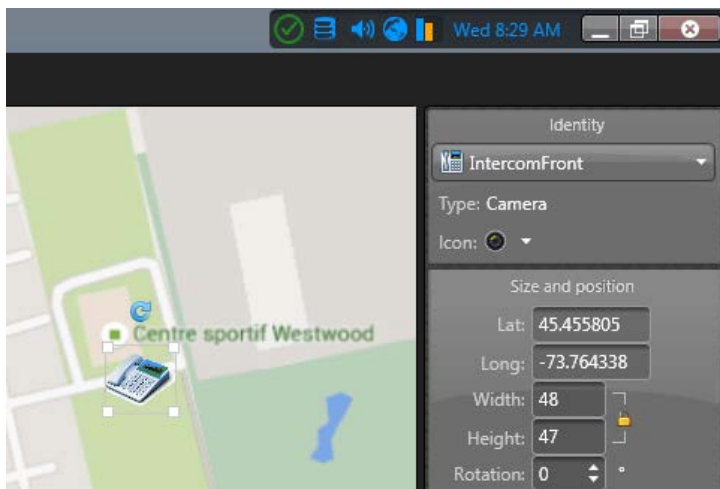 Wed 8:29 AM
Identity
IntercomFront
Type: Camera
Icon:
Size and position
Lat: 45.455805
Long: -73.764338
Width: 48
Height: 47
Rotation: 0 °
Centre sportif Westwood